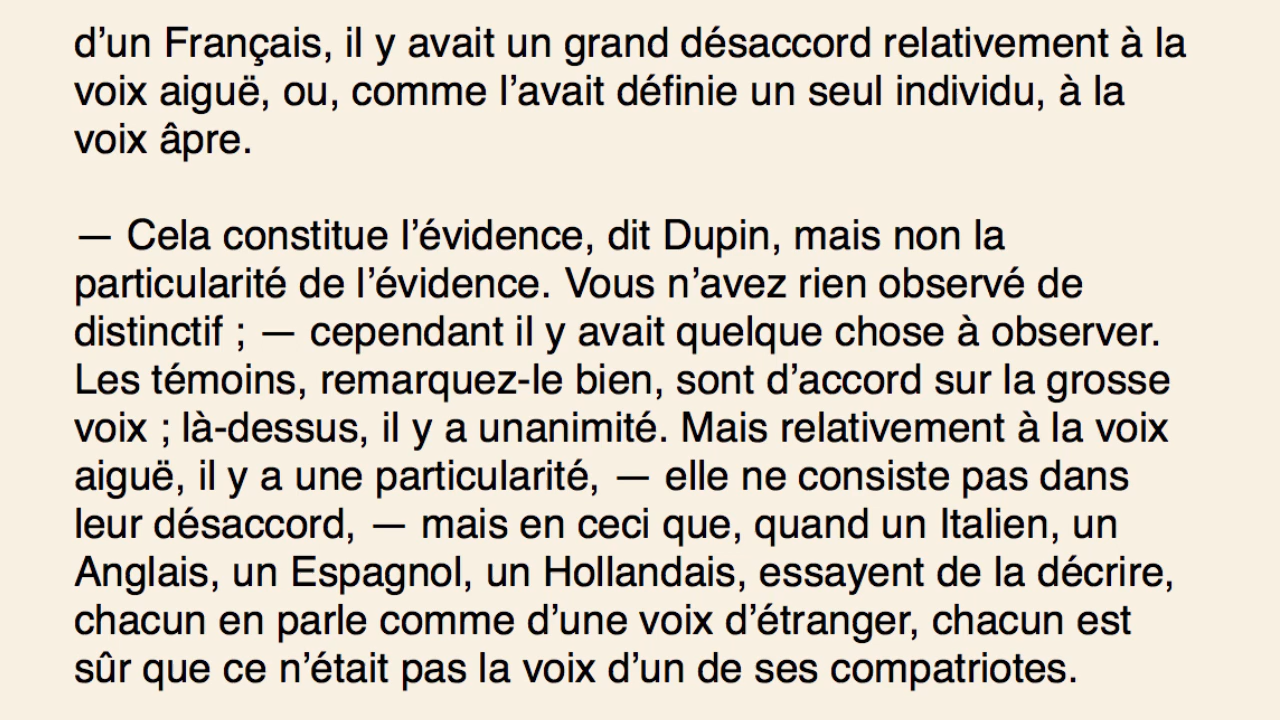 d’un Français, il y avait un grand désaccord relativement à la
voix aiguë, ou, comme l’avait définie un seul individu, à la
voix âpre.
— Cela constitue l’évidence, dit Dupin, mais non la
particularité de l’évidence. Vous n’avez rien observé de
distinctif ; — cependant il y avait quelque chose à observer.
Les témoins, remarquez-le bien, sont d’accord sur la grosse
voix ; là-dessus, il y a unanimité. Mais relativement à la voix
aiguë, il y a une particularité, — elle ne consiste pas dans
leur désaccord, — mais en ceci que, quand un Italien, un
Anglais, un Espagnol, un Hollandais, essayent de la décrire,
chacun en parle comme d’une voix d’étranger, chacun est
sûr que ce n’était pas la voix d’un de ses compatriotes.